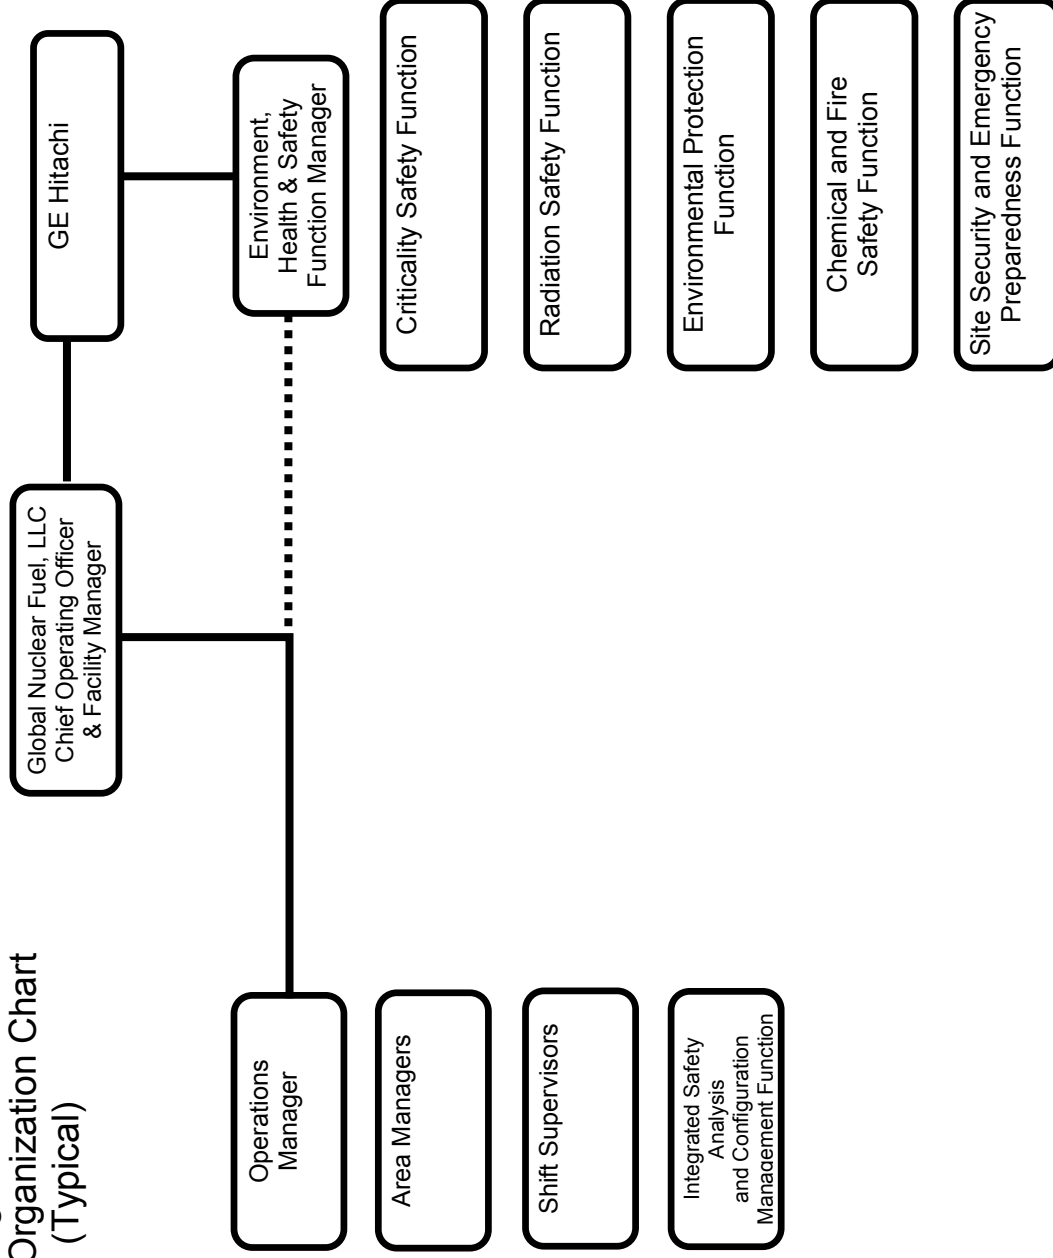 Organization Chart
(Typical)
Global Nuclear Fuel, LLC
Chief Operating Officer
& Facility Manager
GE Hitachi
Operations
Manager
Environment,
Health & Safety
Function Manager
Area Managers
Criticality Safety Function
Shift Supervisors
Radiation Safety Function
Integrated Safety
Analysis
and Configuration
Management Function
Environmental Protection
Function
Chemical and Fire
Safety Function
Site Security and Emergency
Preparedness Function